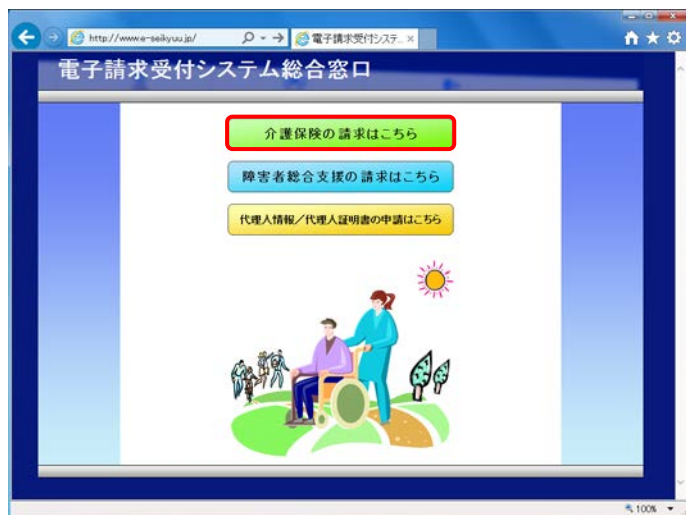 http://www.e-seikyuu.jp/
電子請求受付システ...
電子請求受付システム総合窓口
介護保険の請求はこちら
障害者総合支援の請求はこちら
代理人情報/代理人証明書の申請はこちら
100%